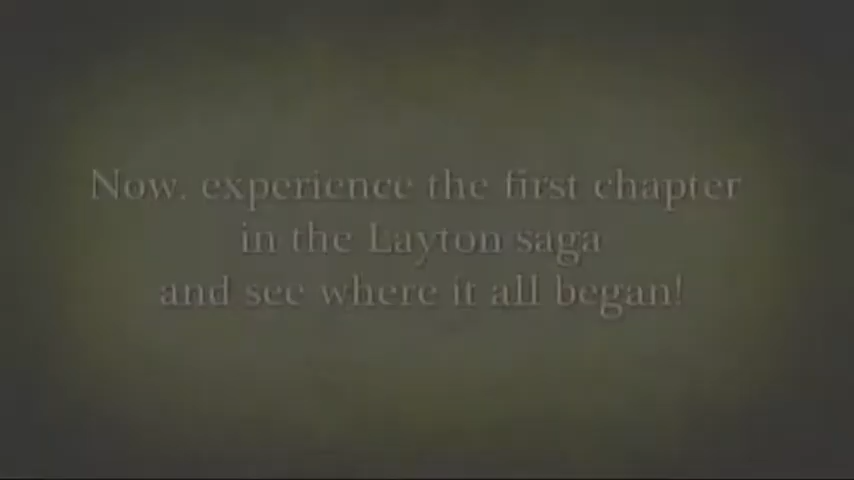 Now, experience the first chapter
in the Layton saga
and see where it all began!